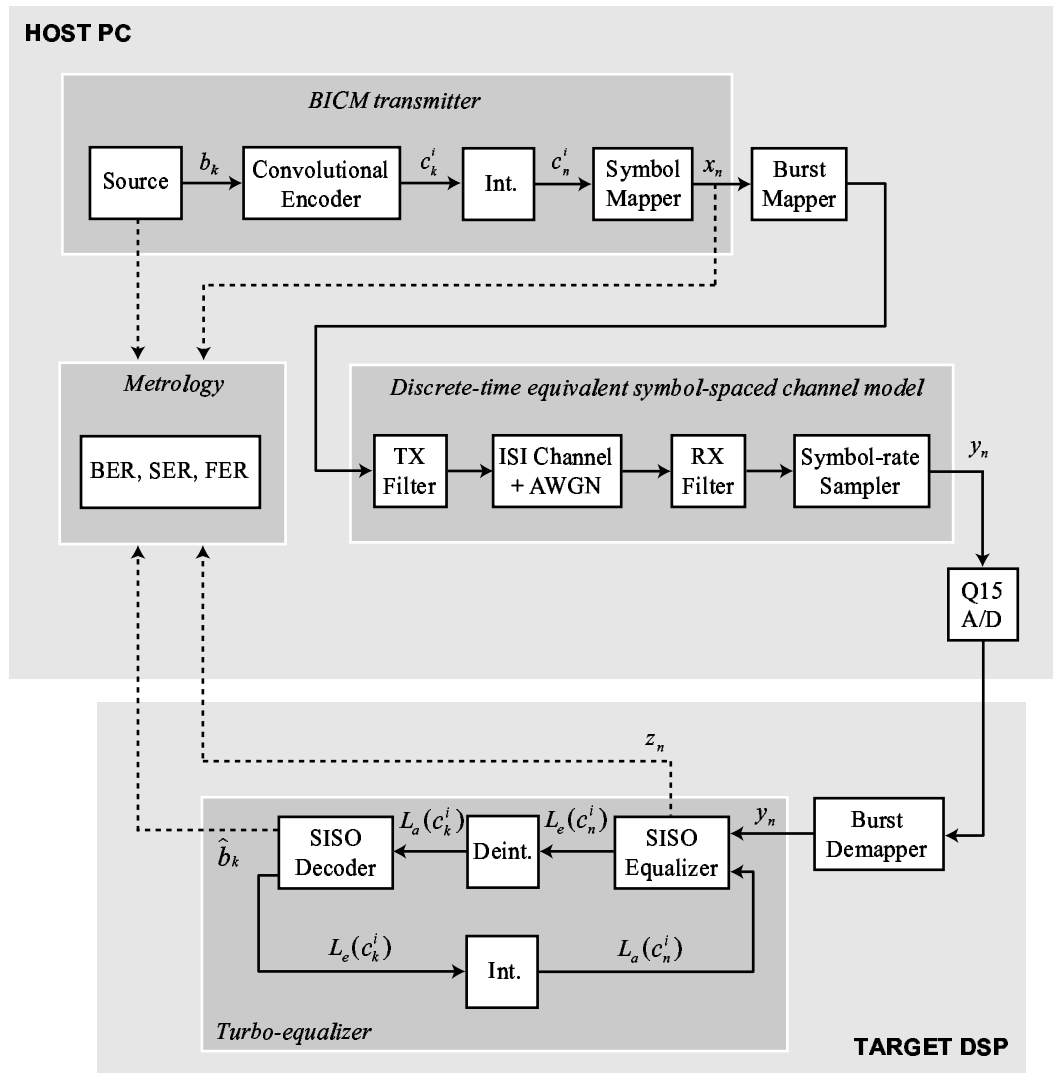 HOST PC
BICM transmitter
Source
b_k
Convolutional
Encoder
c_k^i
Int.
c_n^i
Symbol
Mapper
x_n
Burst
Mapper
Metrology
BER, SER, FER
Discrete-time equivalent symbol-spaced channel model
TX
Filter
ISI Channel
+ AWGN
RX
Filter
Symbol-rate
Sampler
y_n
Q15
A/D
z_n
\hat{b}_k
SISO
Decoder
L_a(c_k^i)
Deint.
L_e(c_n^i)
SISO
Equalizer
y_n
Burst
Demapper
L_e(c_k^i)
Int.
L_a(c_n^i)
Turbo-equalizer
TARGET DSP